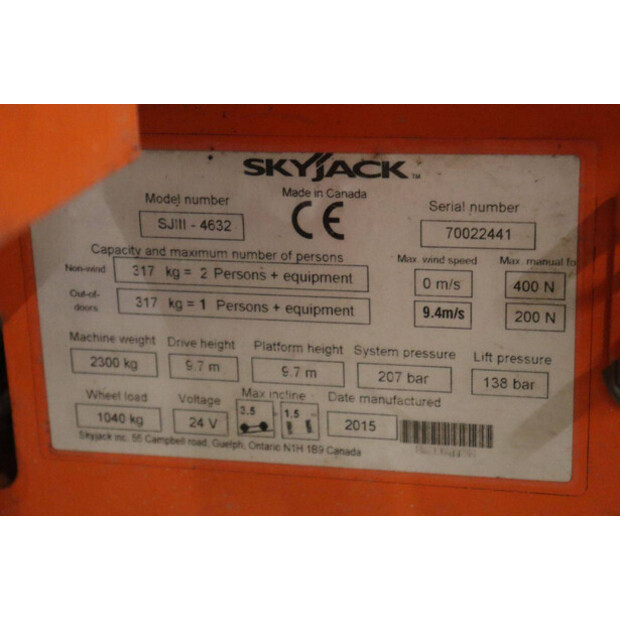 SKYJACK™
Made in Canada
Model number
SJIII - 4632
CE
Serial number
70022441
Capacity and maximum number of persons
Max. wind speed
Max. manual fo
Non-wind
317 kg = 2 Persons + equipment
0 m/s
400 N
Out-of-
doors
317 kg = 1 Persons + equipment
9.4m/s
200 N
Machine weight
Drive height
Platform height
System pressure
Lift pressure
2300 kg
9.7 m
9.7 m
207 bar
138 bar
Wheel load
Voltage
Max incline
Date manufactured
1040 kg
24 V
3.5
1.5
2015
Skyjack inc. 55 Campbell road, Guelph, Ontario N1H 1B9 Canada